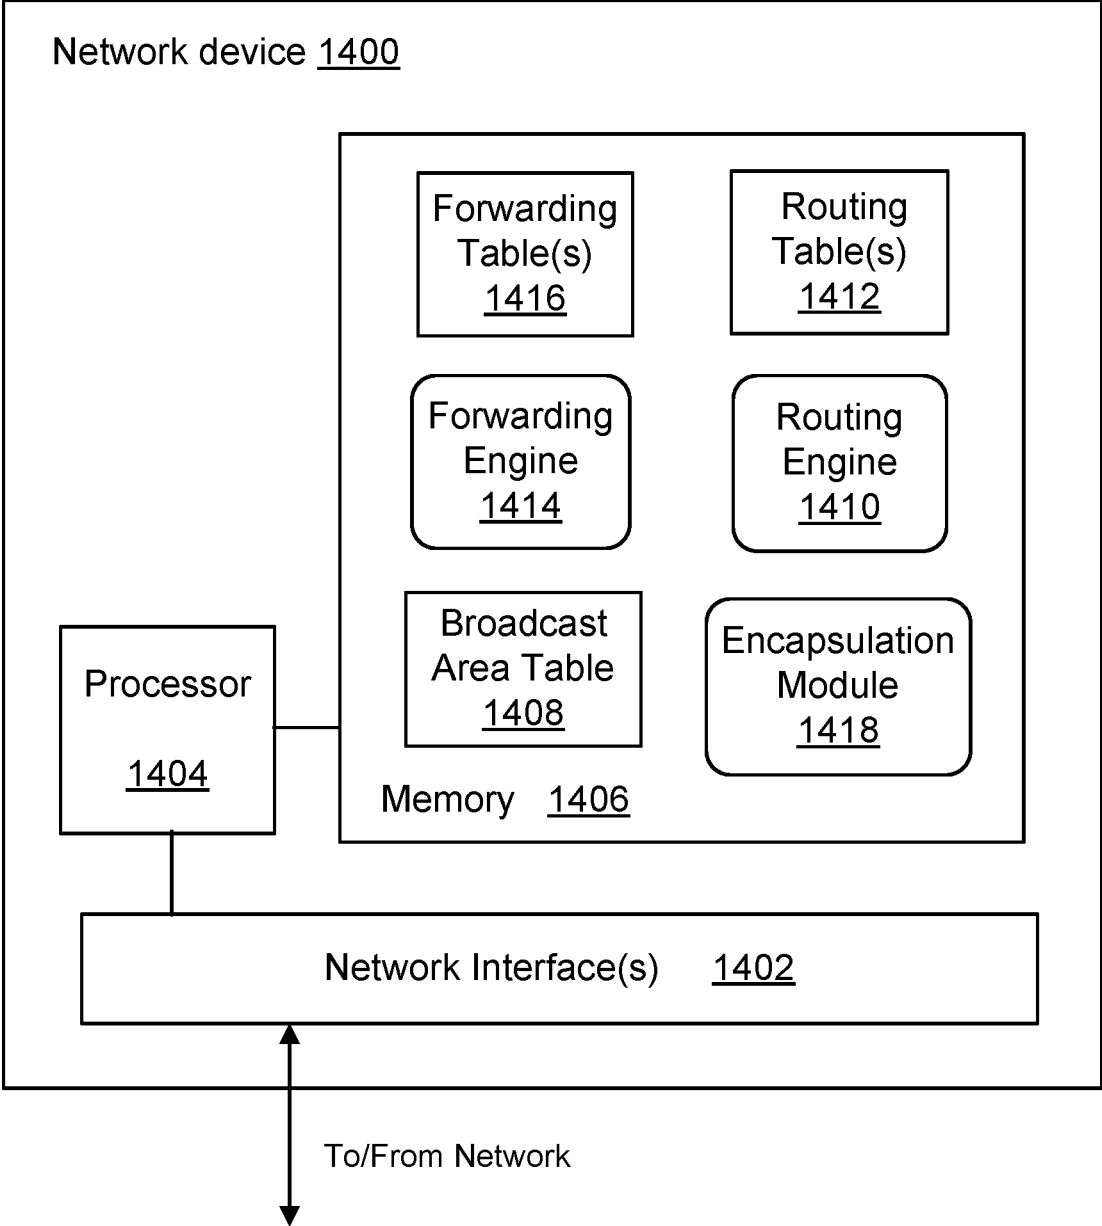 Network device 1400
Forwarding
Table(s)
1416
Routing
Table(s)
1412
Forwarding
Engine
1414
Routing
Engine
1410
Broadcast
Area Table
1408
Encapsulation
Module
1418
Memory 1406
Processor
1404
Network Interface(s) 1402
To/From Network